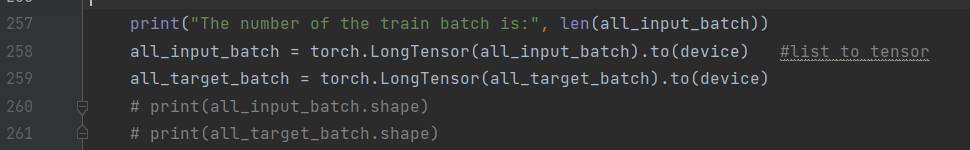 257 print("The number of the train batch is:", len(all_input_batch))
258 all_input_batch = torch.LongTensor(all_input_batch).to(device) #list to tensor
259 all_target_batch = torch.LongTensor(all_target_batch).to(device)
260 # print(all_input_batch.shape)
261 # print(all_target_batch.shape)